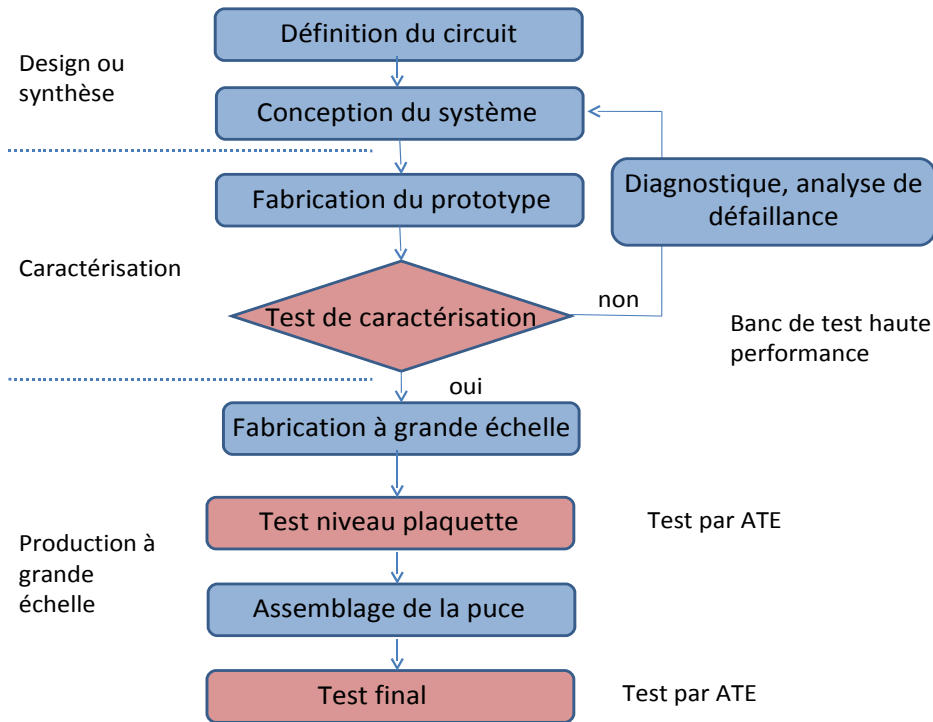 Définition du circuit
Design ou
synthèse
Conception du système
Fabrication du prototype
Diagnostique, analyse de
défaillance
Caractérisation
Test de caractérisation
non
Banc de test haute
performance
oui
Fabrication à grande échelle
Test niveau plaquette
Test par ATE
Production à
grande
échelle
Assemblage de la puce
Test final
Test par ATE